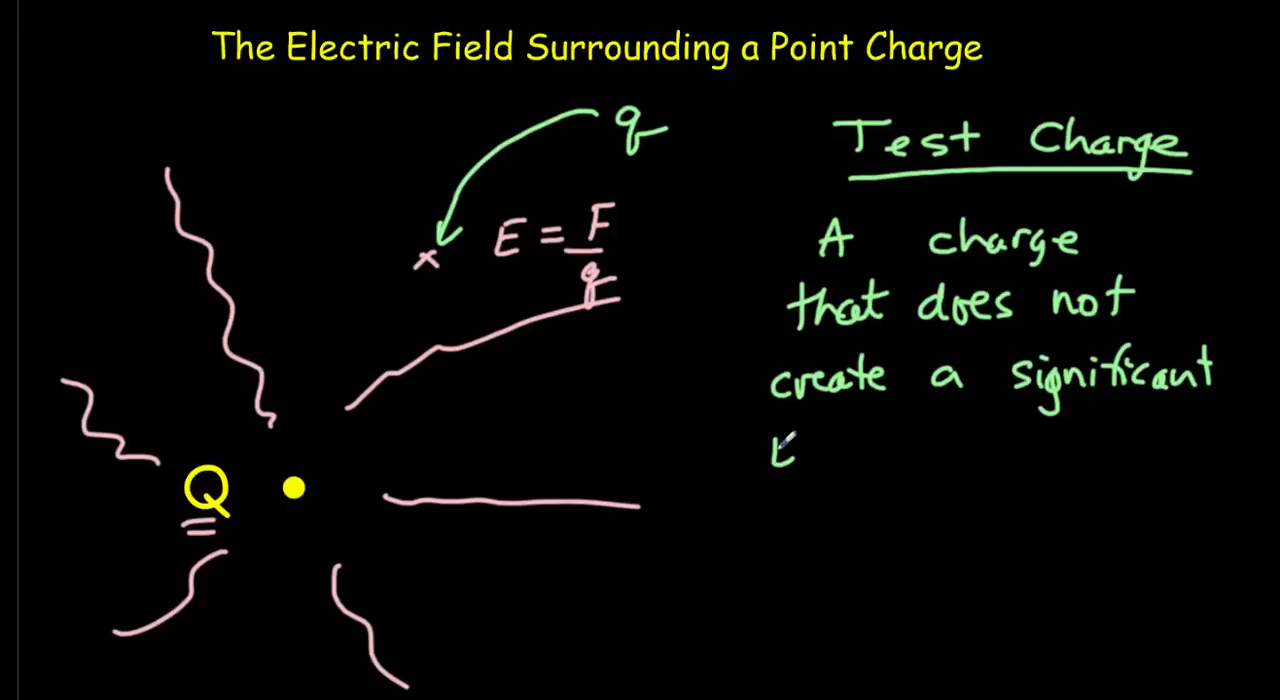 The Electric Field Surrounding a Point Charge
q
Test Charge
E = F
q
x
A charge
that does not
create a significant
Q